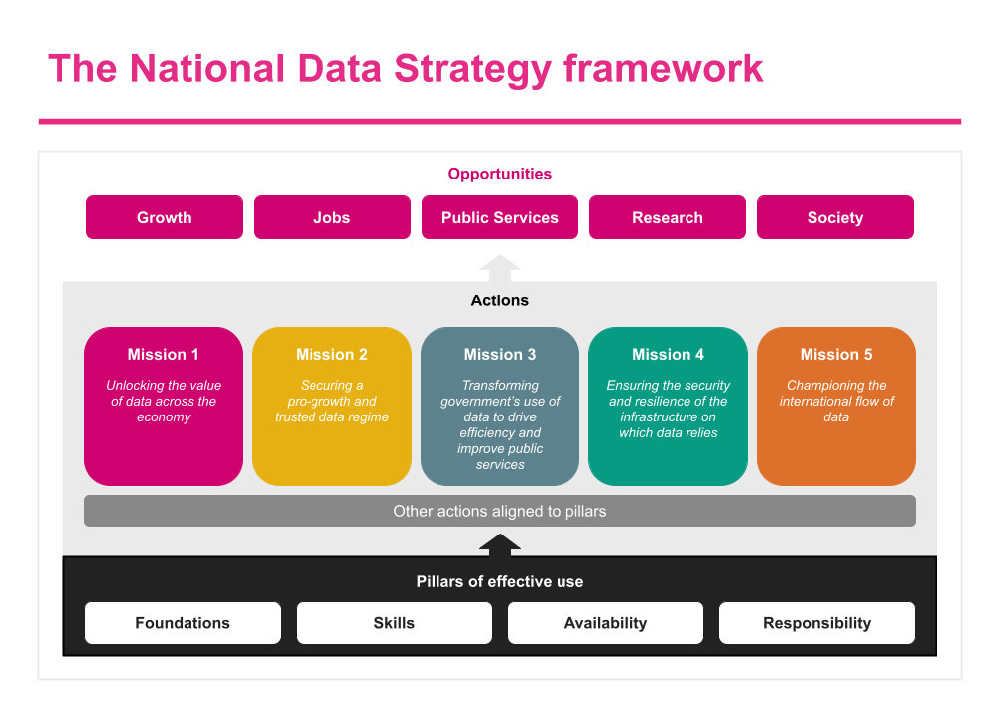 The National Data Strategy framework
Opportunities
Growth
Jobs
Public Services
Research
Society
Actions
Mission 1
Unlocking the value
of data across the
economy
Mission 2
Securing a
pro-growth and
trusted data regime
Mission 3
Transforming
government's use of
data to drive
efficiency and
improve public
services
Mission 4
Ensuring the security
and resilience of the
infrastructure on
which data relies
Mission 5
Championing the
international flow of
data
Other actions aligned to pillars
Pillars of effective use
Foundations
Skills
Availability
Responsibility